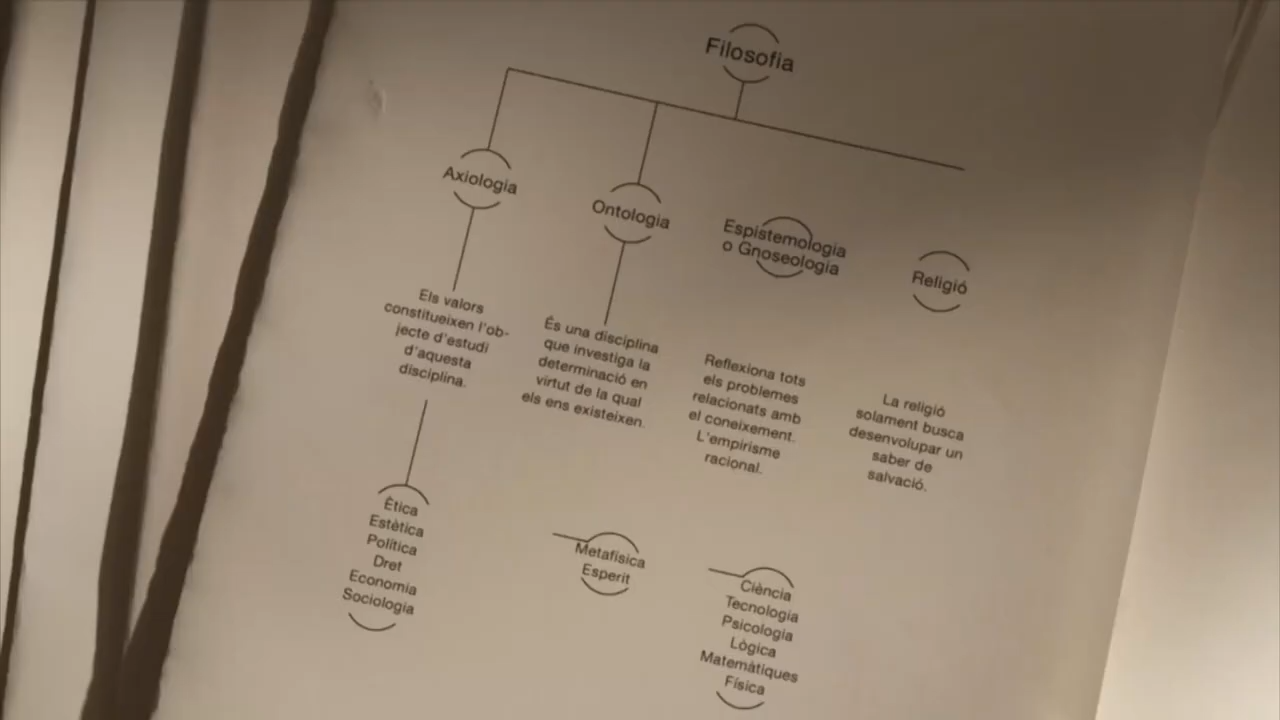 Filosofia
Axiologia
Els valors
constitueixen l'ob-
jecte d'estudi
d'aquesta
disciplina.
Ètica
Estètica
Política
Dret
Economia
Sociologia
Ontologia
És una disciplina
que investiga la
determinació en
virtut de la qual
els ens existeixen.
Metafísica
Esperit
Espistemologia
o Gnoseologia
Reflexiona tots
els problemes
relacionats amb
el coneixement.
L'empirisme
racional.
Ciència
Tecnologia
Psicologia
Lògica
Matemàtiques
Física
Religió
La religió
solament busca
desenvolupar un
saber de
salvació.